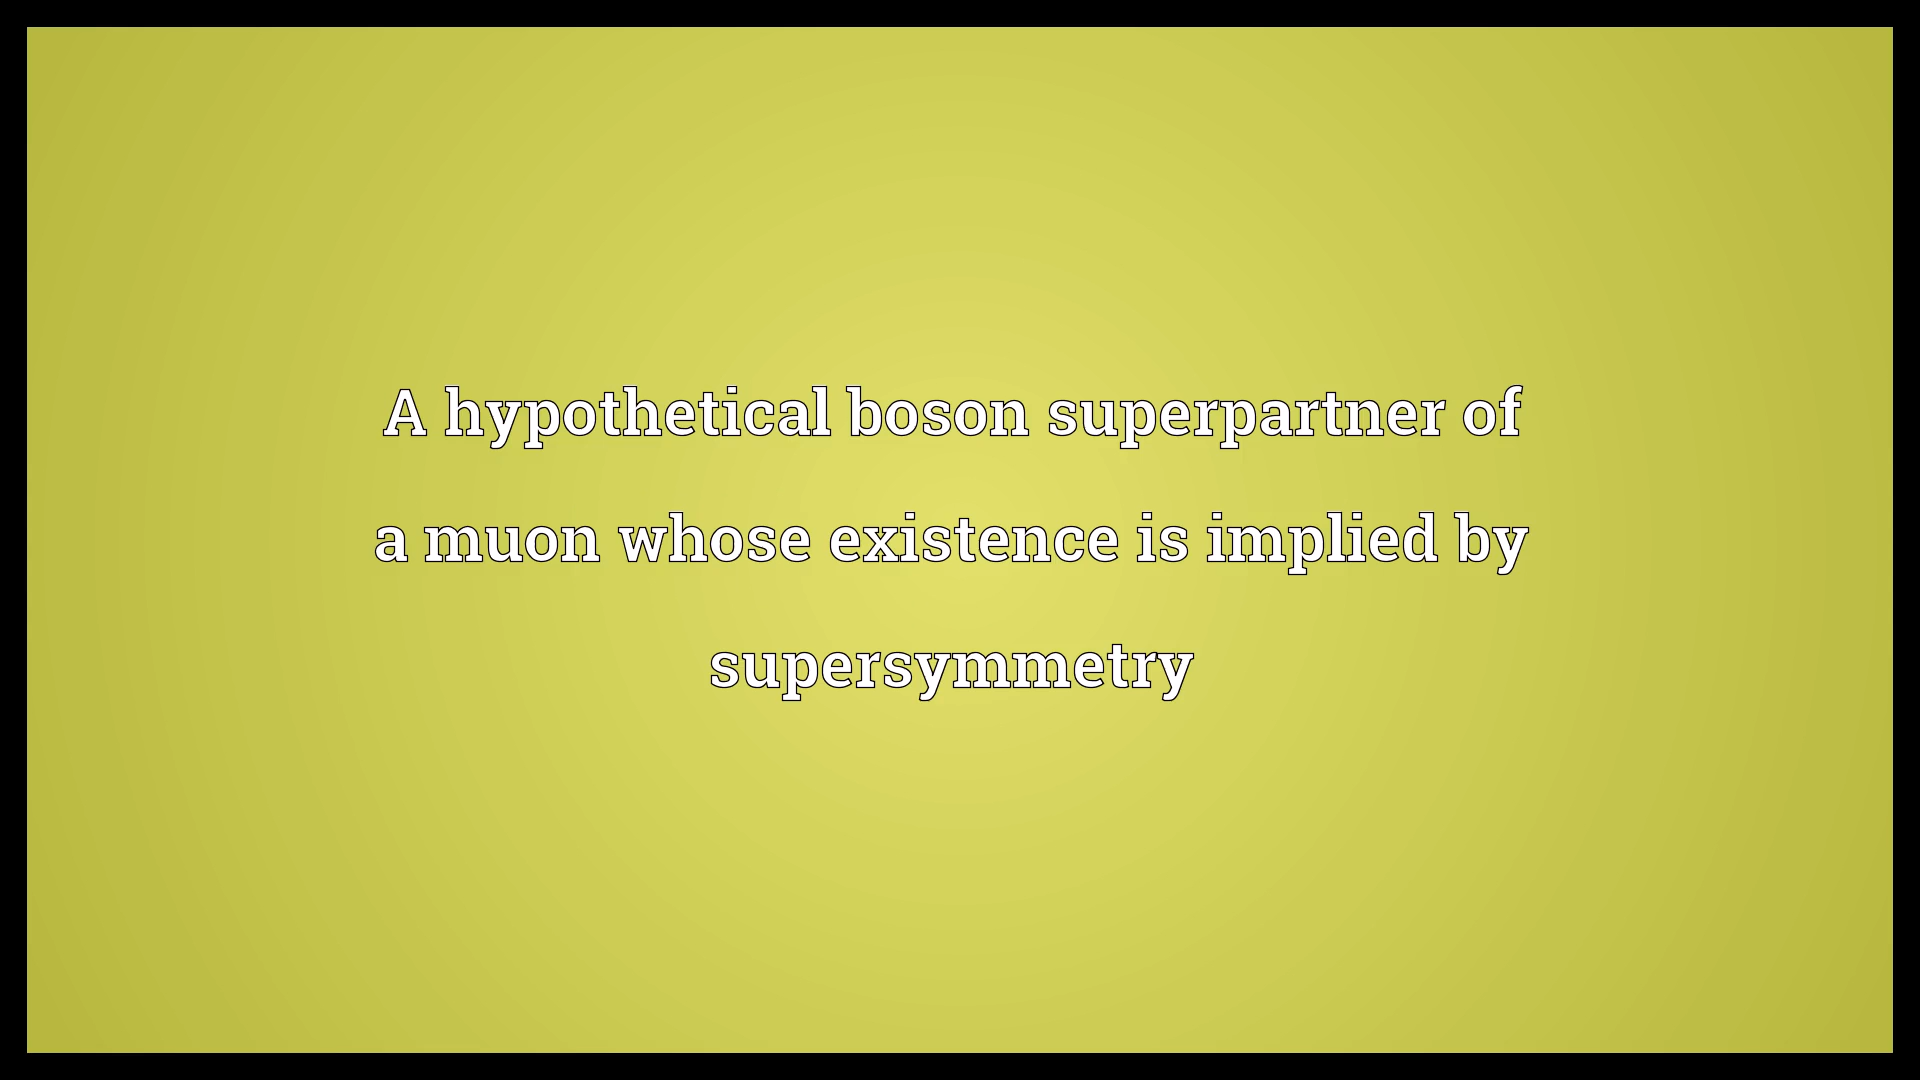 A hypothetical boson superpartner of
a muon whose existence is implied by
supersymmetry